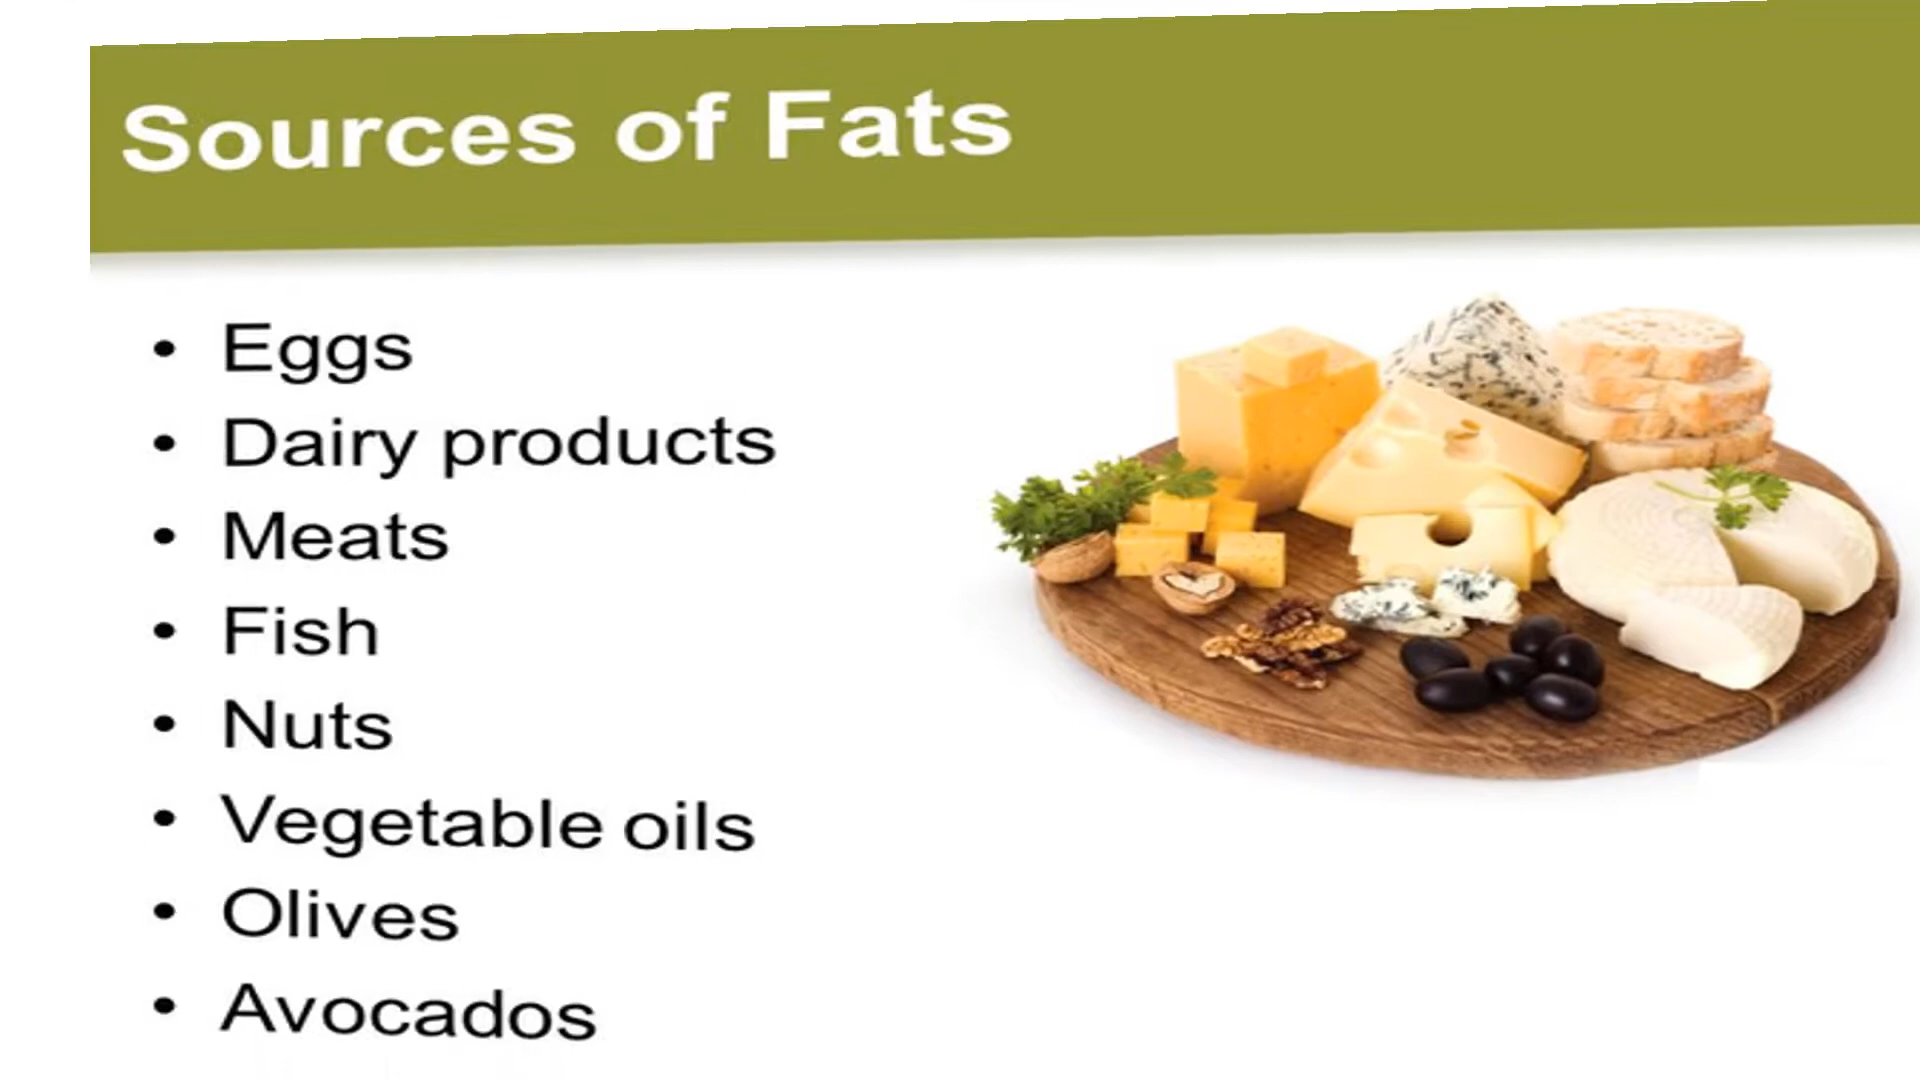 Sources of Fats
• Eggs
• Dairy products
• Meats
• Fish
• Nuts
• Vegetable oils
• Olives
• Avocados